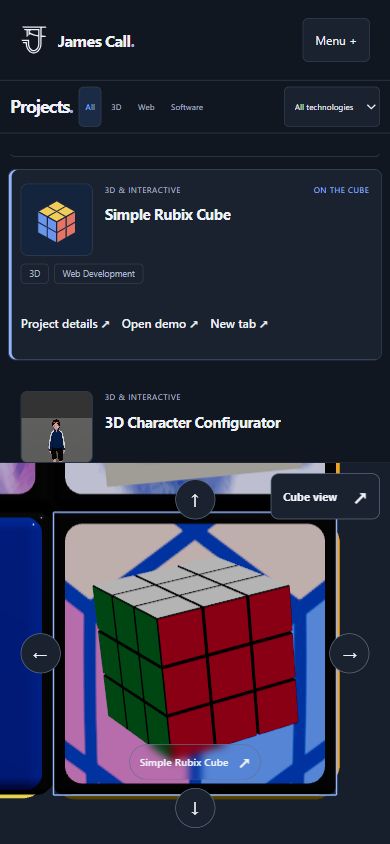 James Call.
Menu +
Projects.
All
3D
Web
Software
All technologies
3D & INTERACTIVE
ON THE CUBE
Simple Rubix Cube
3D
Web Development
Project details ↗
Open demo ↗
New tab ↗
3D & INTERACTIVE
3D Character Configurator
↑
Cube view ↗
←
→
Simple Rubix Cube ↗
↓